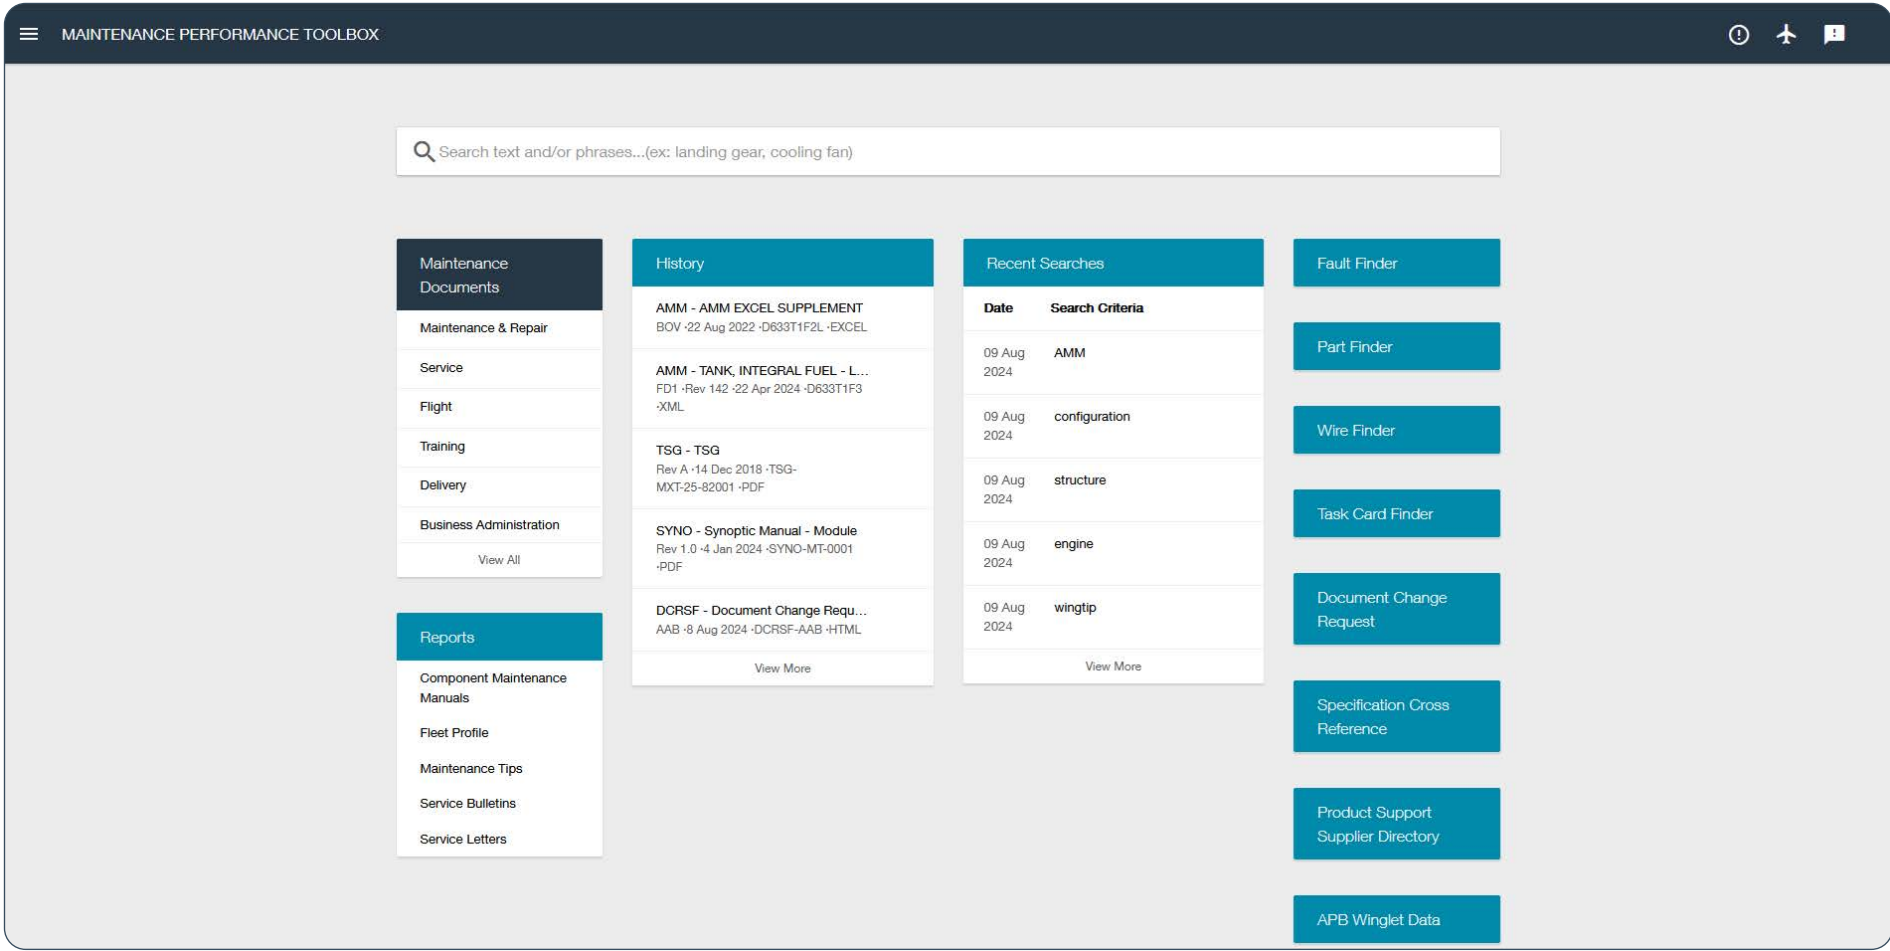 MAINTENANCE PERFORMANCE TOOLBOX
Search text and/or phrases...(ex: landing gear, cooling fan)
Maintenance
Documents
Maintenance & Repair
Service
Flight
Training
Delivery
Business Administration
View All
Reports
Component Maintenance
Manuals
Fleet Profile
Maintenance Tips
Service Bulletins
Service Letters
History
AMM - AMM EXCEL SUPPLEMENT
BOV ·22 Aug 2022 ·D633T1F2L ·EXCEL
AMM - TANK, INTEGRAL FUEL - L...
FD1 ·Rev 142 ·22 Apr 2024 ·D633T1F3
·XML
TSG - TSG
Rev A ·14 Dec 2018 ·TSG-
MXT-25-82001 ·PDF
SYNO - Synoptic Manual - Module
Rev 1.0 ·4 Jan 2024 ·SYNO-MT-0001
·PDF
DCRSF - Document Change Requ...
AAB ·8 Aug 2024 ·DCRSF-AAB ·HTML
View More
Recent Searches
Date Search Criteria
09 Aug AMM
2024
09 Aug configuration
2024
09 Aug structure
2024
09 Aug engine
2024
09 Aug wingtip
2024
View More
Fault Finder
Part Finder
Wire Finder
Task Card Finder
Document Change
Request
Specification Cross
Reference
Product Support
Supplier Directory
APB Winglet Data